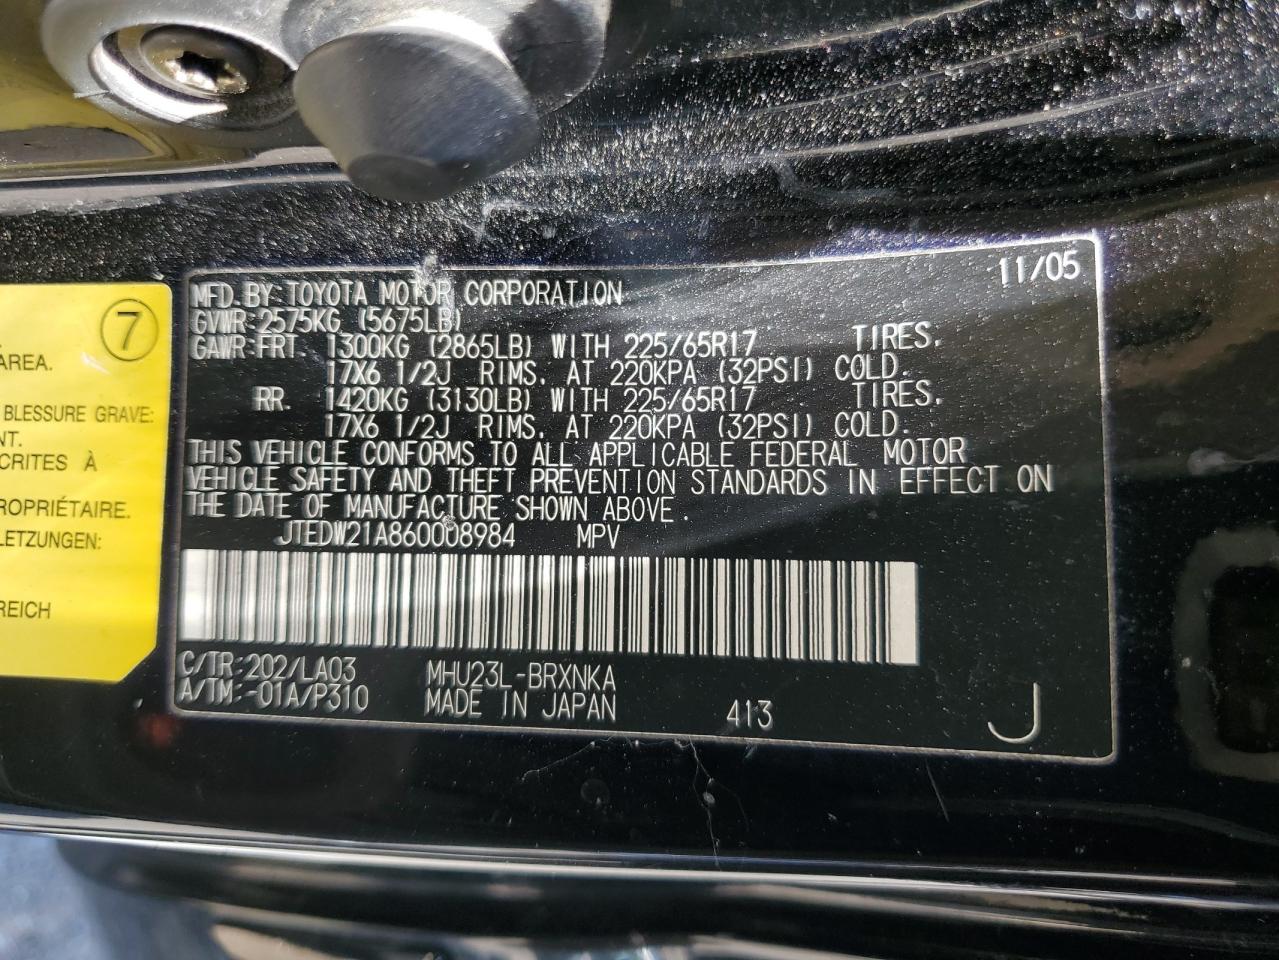 7
AREA.
BLESSURE GRAVE:
NT.
CRITES À
PROPRIÉTAIRE.
LETZUNGEN:
REICH
11/05
MFD.BY:TOYOTA MOTOR CORPORATION
GVWR:2575KG (5675LB)
GAWR:FRT. 1300KG (2865LB) WITH 225/65R17 TIRES,
17X6 1/2J RIMS, AT 220KPA (32PSI) COLD.
RR. 1420KG (3130LB) WITH 225/65R17 TIRES,
17X6 1/2J RIMS, AT 220KPA (32PSI) COLD.
THIS VEHICLE CONFORMS TO ALL APPLICABLE FEDERAL MOTOR
VEHICLE SAFETY AND THEFT PREVENTION STANDARDS IN EFFECT ON
THE DATE OF MANUFACTURE SHOWN ABOVE.
JTEDW21A860008984 MPV
C/TR:202/LA03 MHU23L-BRXNKA
A/TM:-01A/P310 MADE IN JAPAN 413 J